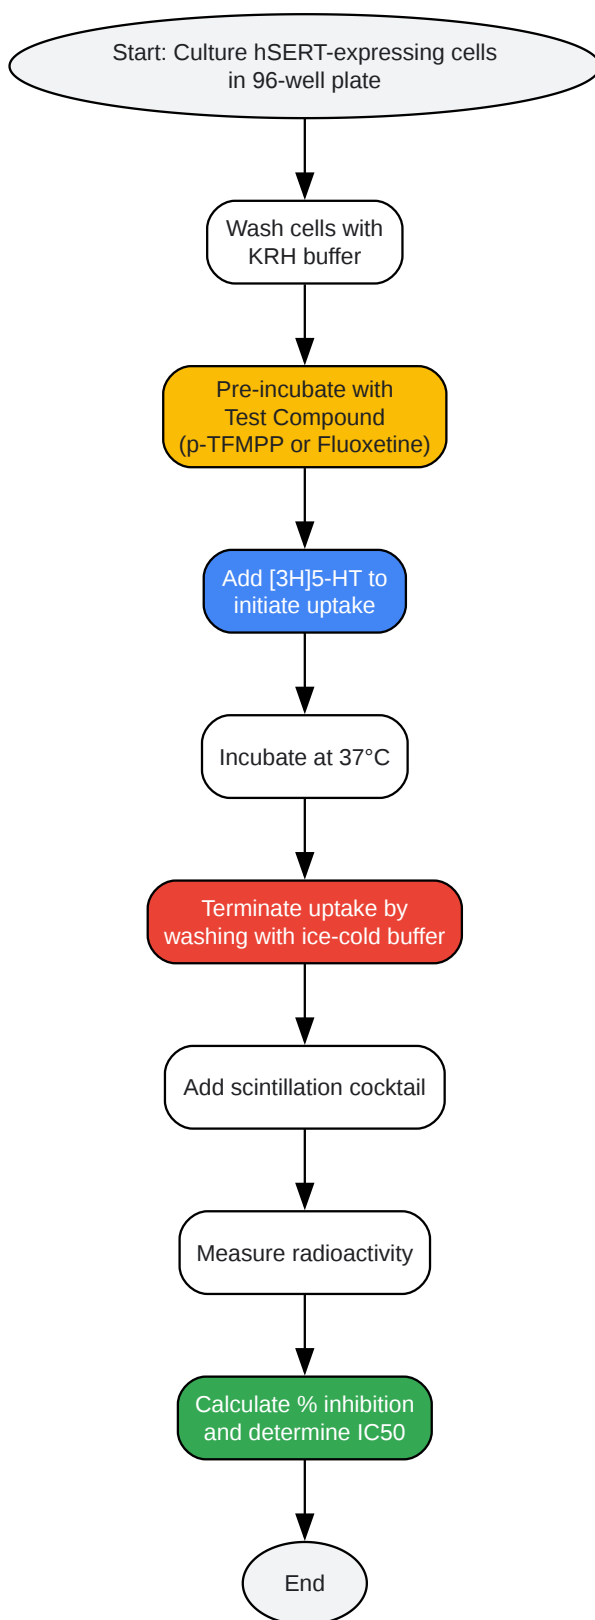 Start: Culture hSERT-expressing cells
in 96-well plate
Wash cells with
KRH buffer
Pre-incubate with
Test Compound
(p-TFMPP or Fluoxetine)
Add [3H]5-HT to
initiate uptake
Incubate at 37°C
Terminate uptake by
washing with ice-cold buffer
Add scintillation cocktail
Measure radioactivity
Calculate % inhibition
and determine IC50
End